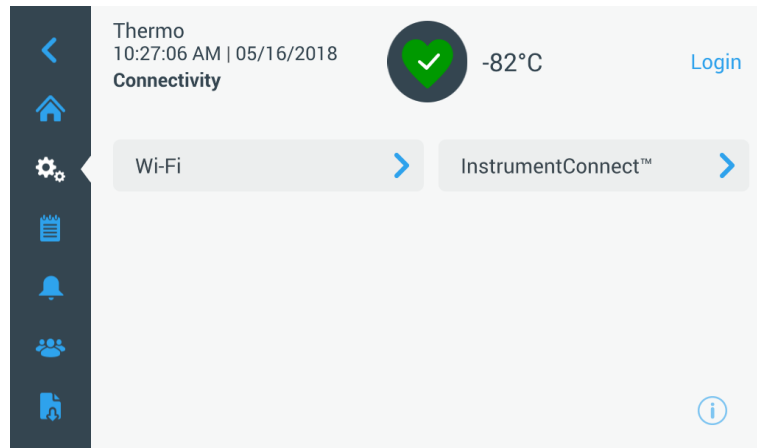 Thermo
10:27:06 AM | 05/16/2018
Connectivity
-82°C
Login
Wi-Fi
InstrumentConnect™
i